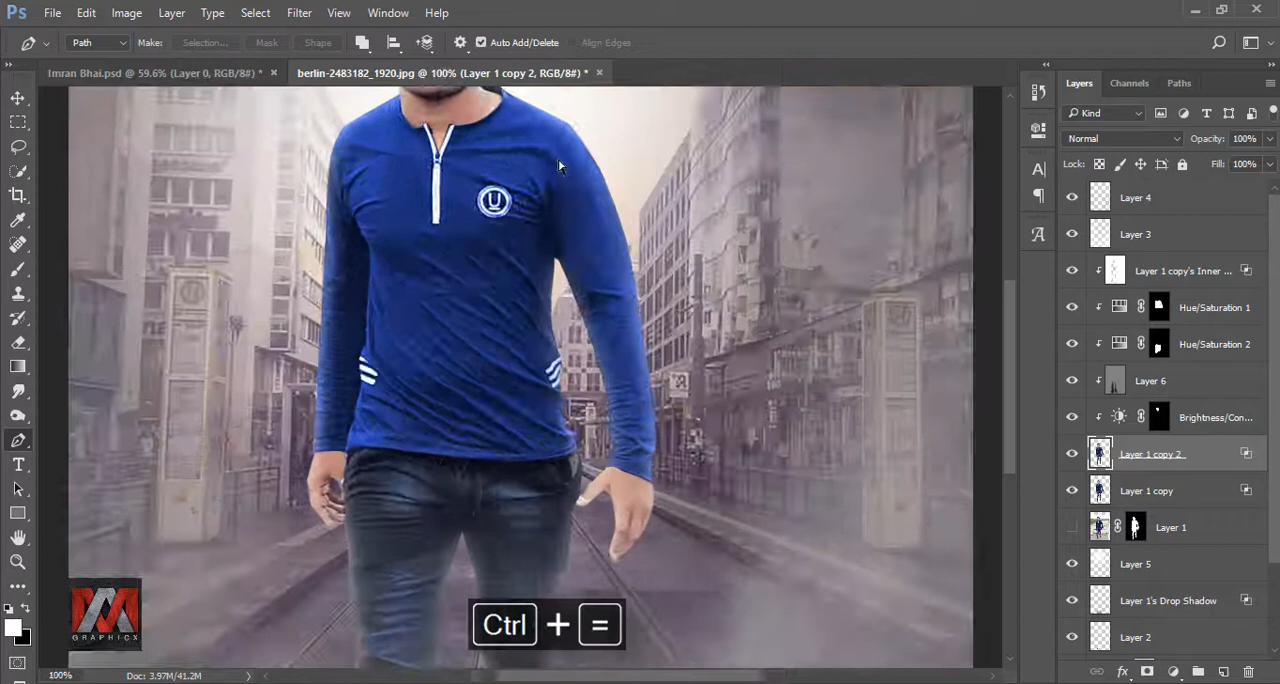 Ps File Edit Image Layer Type Select Filter View Window Help
Path Make: Selection... Mask Shape Auto Add/Delete Align Edges
Imran Bhai.psd @ 59.6% (Layer 0, RGB/8#) * × berlin-2483182_1920.jpg @ 100% (Layer 1 copy 2, RGB/8#) * ×
Layers Channels Paths
Kind
Normal Opacity: 100%
Lock: Fill: 100%
Layer 4
Layer 3
Layer 1 copy's Inner ...
Hue/Saturation 1
Hue/Saturation 2
Layer 6
Brightness/Con...
Layer 1 copy 2
Layer 1 copy
Layer 1
Layer 5
Layer 1's Drop Shadow
Layer 2
U
GRAPHICX
Ctrl + =
100% Doc: 3.97M/41.2M
fx